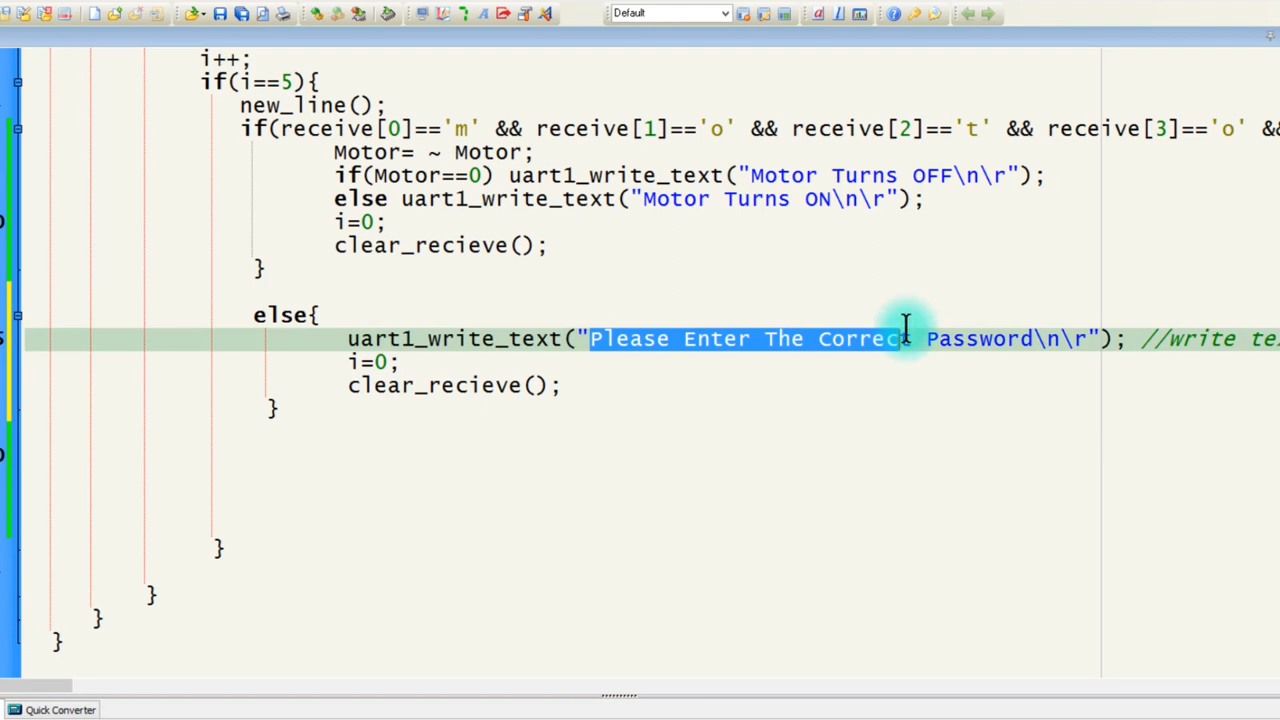 Default
i++;
if(i==5){
new_line();
if(receive[0]=='m' && receive[1]=='o' && receive[2]=='t' && receive[3]=='o' &&
Motor= ~ Motor;
if(Motor==0) uart1_write_text("Motor Turns OFF\n\r");
else uart1_write_text("Motor Turns ON\n\r");
i=0;
clear_recieve();
}
else{
uart1_write_text("Please Enter The Correct Password\n\r"); //write
i=0;
clear_recieve();
}
}
}
}
}
Quick Converter